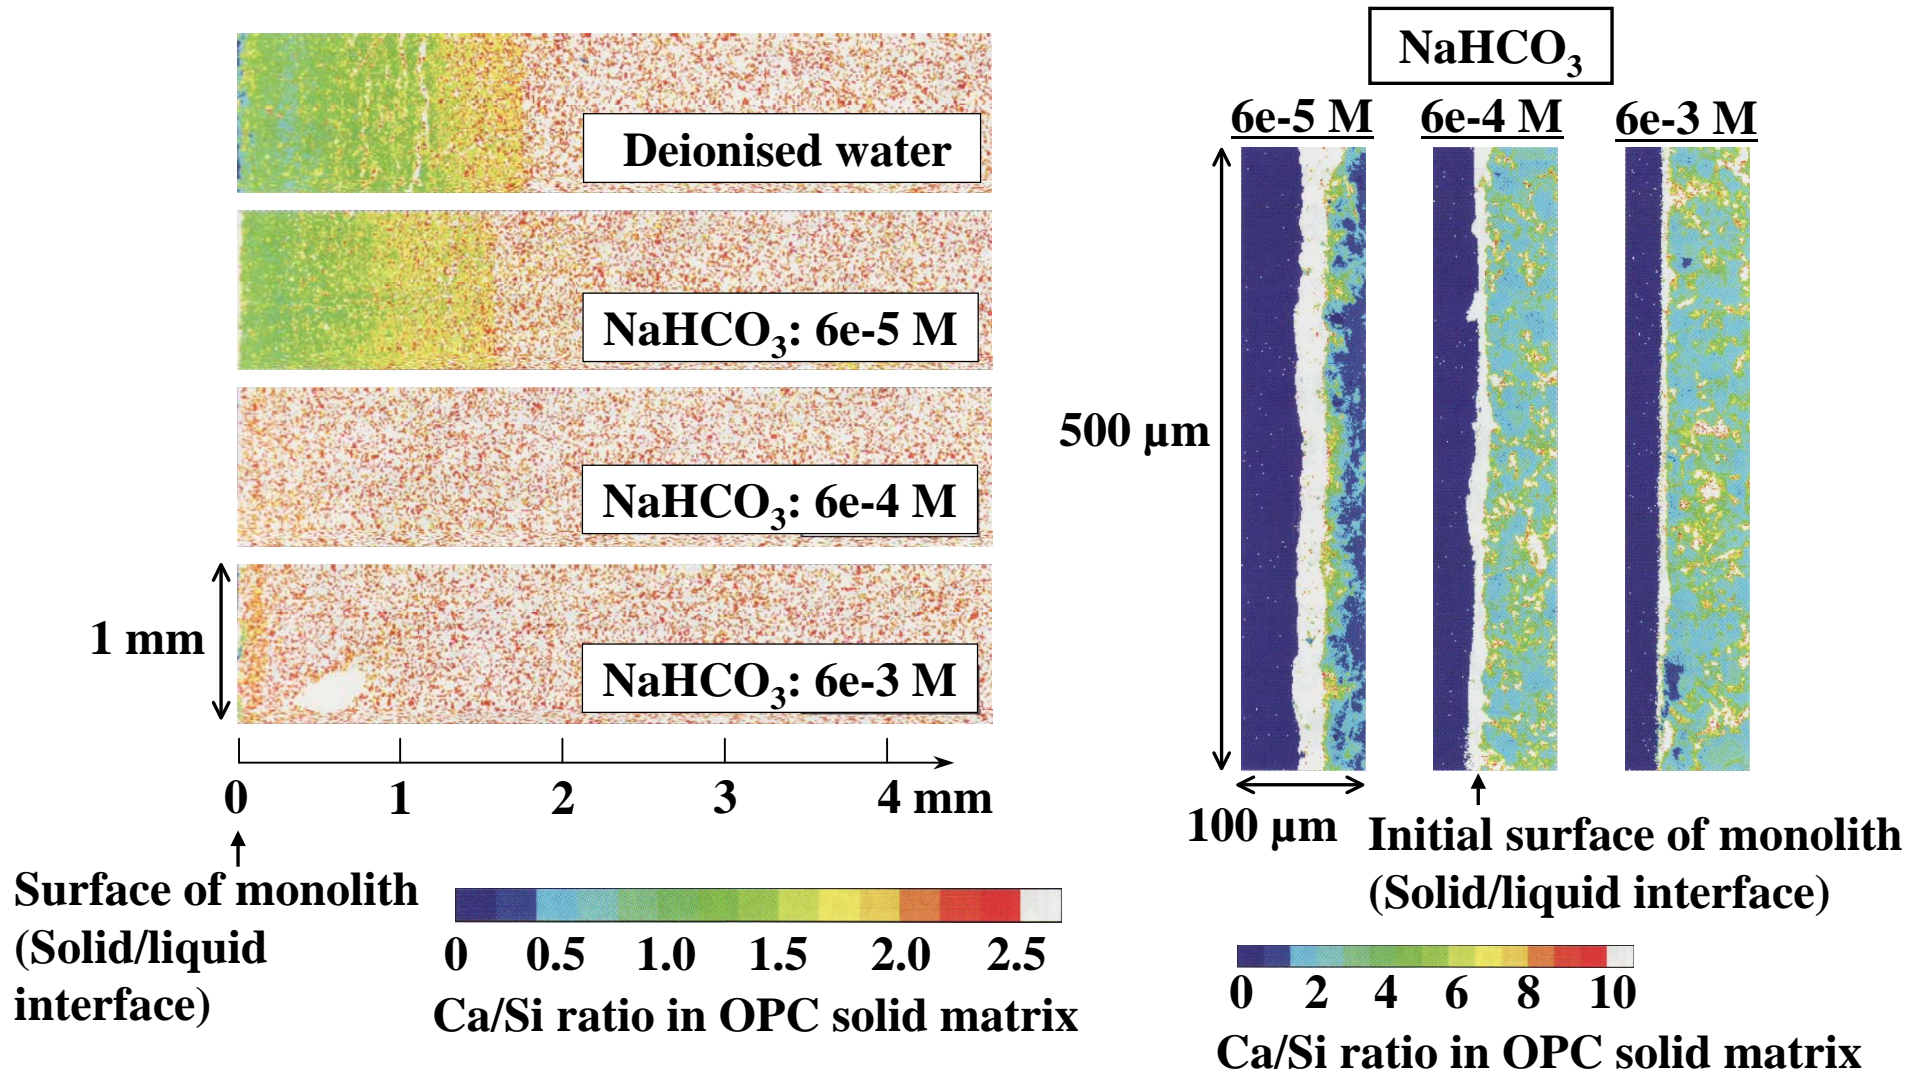 Deionised water
NaHCO₃: 6e-5 M
NaHCO₃: 6e-4 M
NaHCO₃: 6e-3 M
1 mm
0 1 2 3 4 mm
Surface of monolith
(Solid/liquid
interface)
0 0.5 1.0 1.5 2.0 2.5
Ca/Si ratio in OPC solid matrix
NaHCO₃
6e-5 M 6e-4 M 6e-3 M
500 μm
100 μm
Initial surface of monolith
(Solid/liquid interface)
0 2 4 6 8 10
Ca/Si ratio in OPC solid matrix